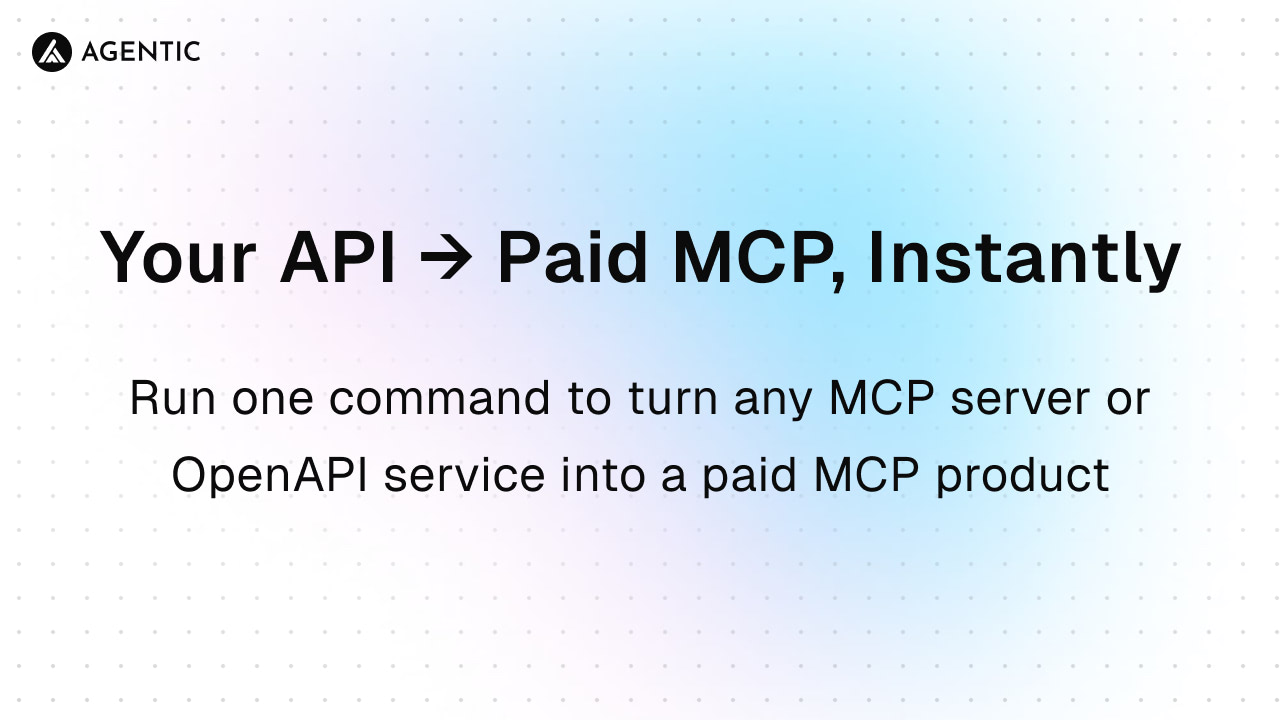 AGENTIC
Your API → Paid MCP, Instantly
Run one command to turn any MCP server or
OpenAPI service into a paid MCP product